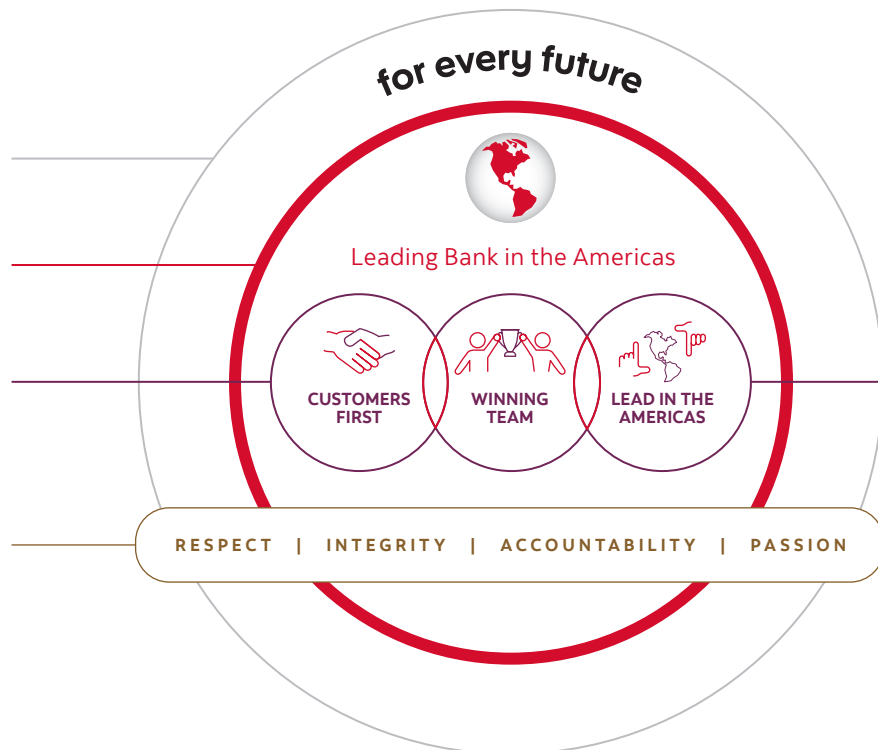 for every future
Leading Bank in the Americas
CUSTOMERS
FIRST
WINNING
TEAM
LEAD IN THE
AMERICAS
RESPECT | INTEGRITY | ACCOUNTABILITY | PASSION